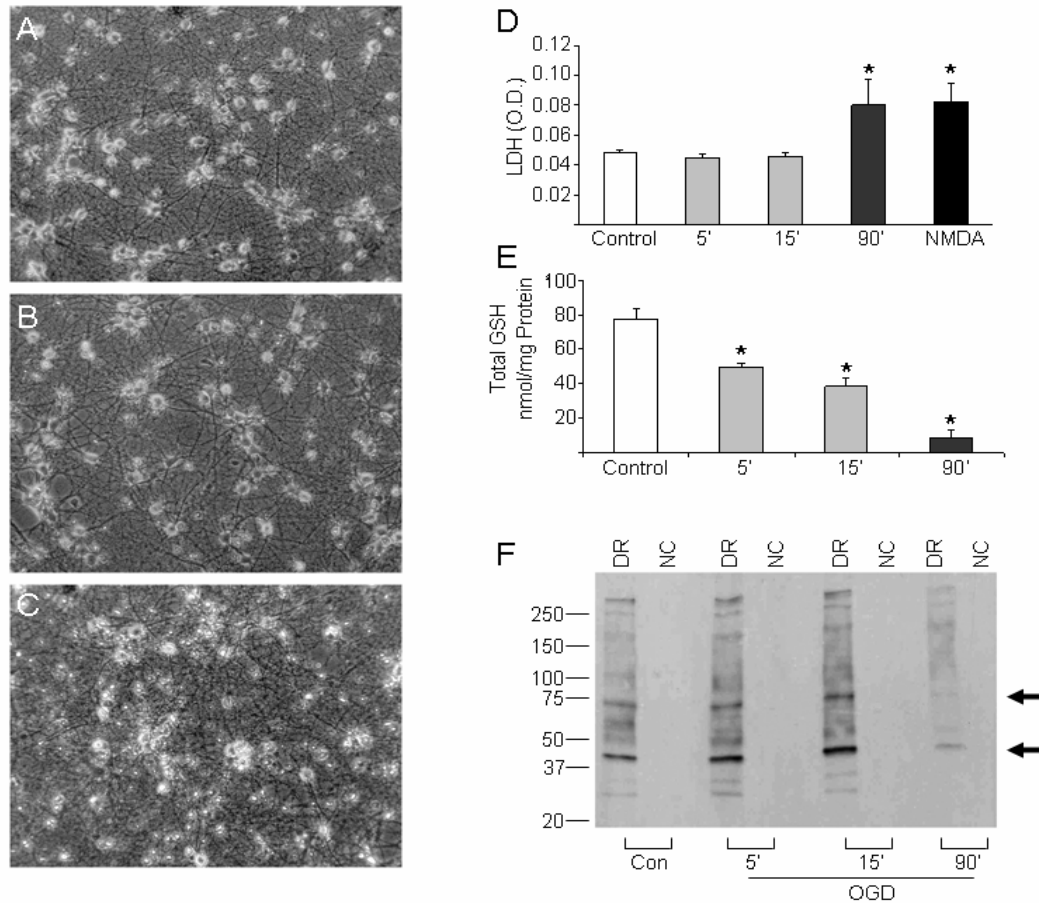 A
B
C
D
LDH (O.D.)
0.12
0.10
0.08
0.06
0.04
0.02
* *
Control 5' 15' 90' NMDA
E
Total GSH
nmol/mg Protein
100
80
60
40
20
* * *
Control 5' 15' 90'
F
DR NC DR NC DR NC DR NC
250
150
100
75
50
37
20
Con 5' 15' 90'
OGD